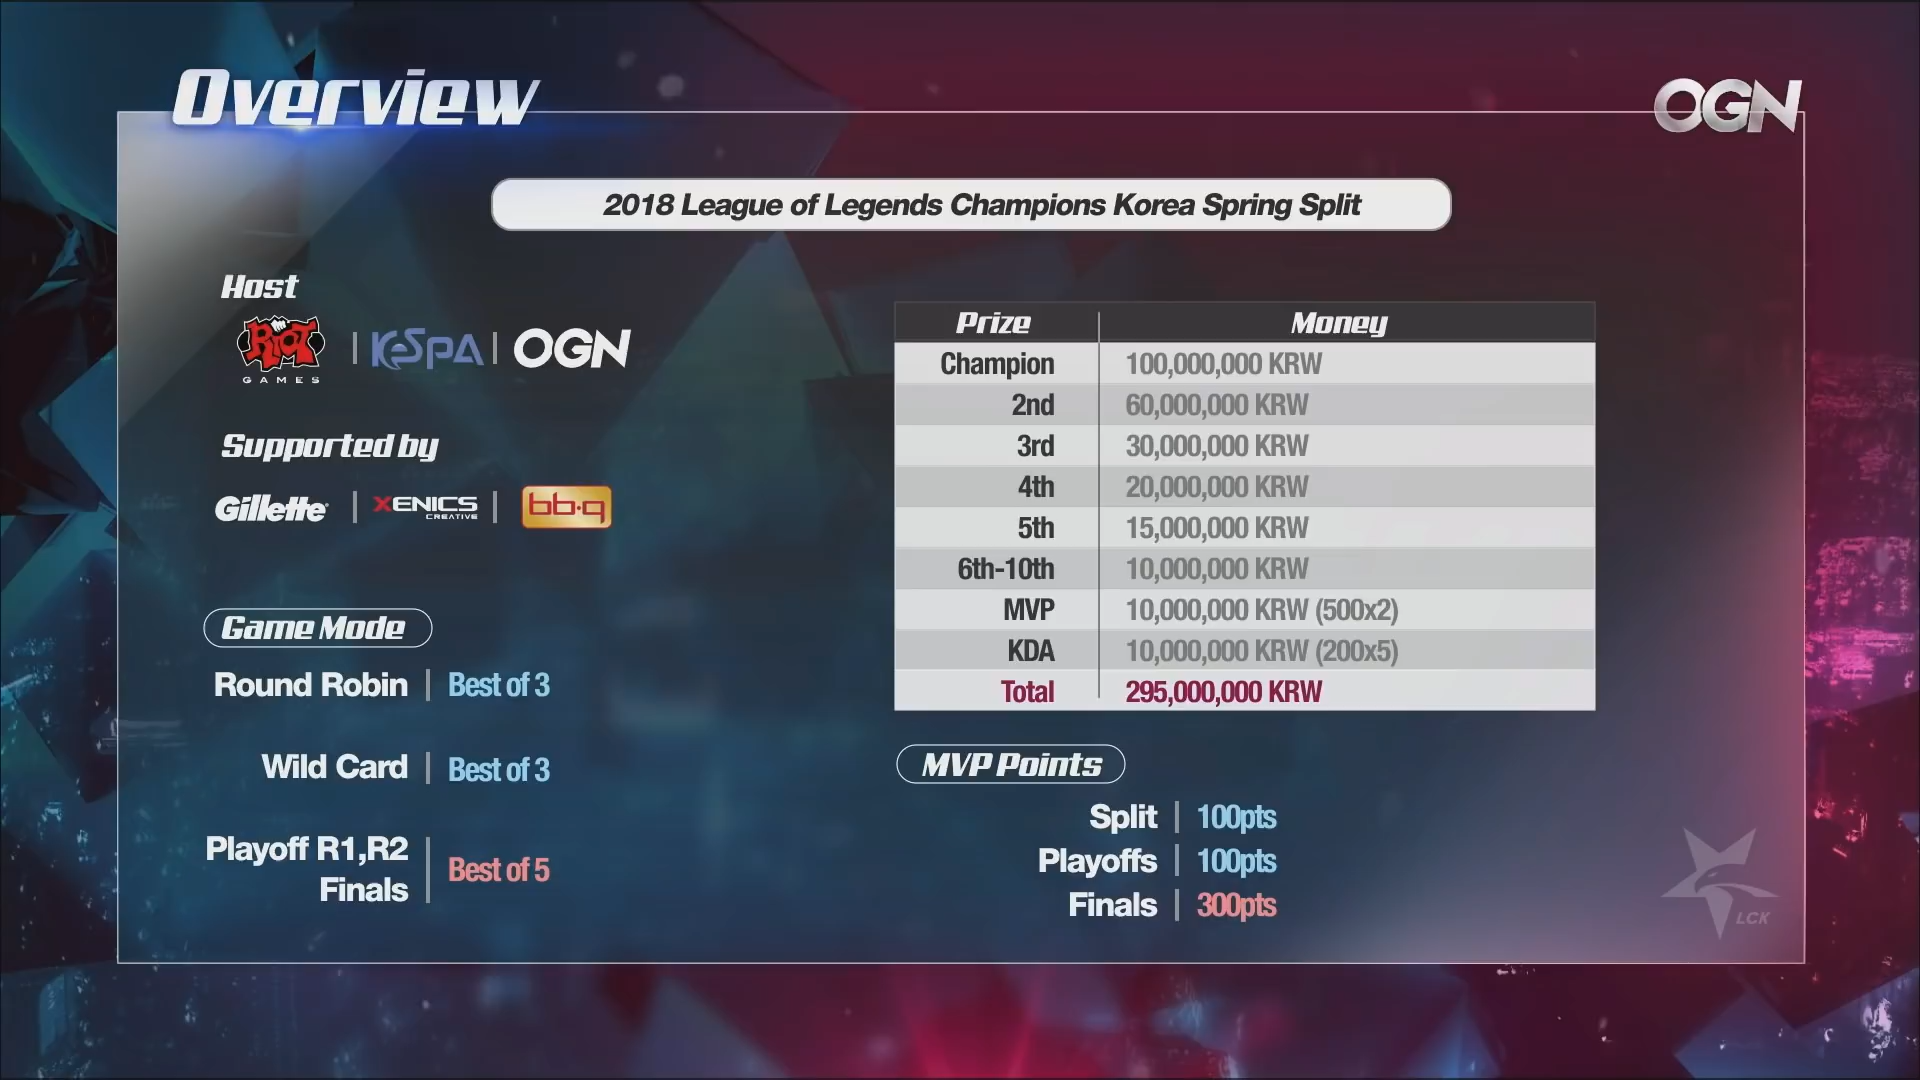 Overview
OGN
2018 League of Legends Champions Korea Spring Split
Host
RIOT
GAMES
KeSPA
OGN
Supported by
Gillette
XENICS
CREATIVE
bb.q
Game Mode
Round Robin Best of 3
Wild Card Best of 3
Playoff R1,R2
Finals
Best of 5
Prize Money
Champion 100,000,000 KRW
2nd 60,000,000 KRW
3rd 30,000,000 KRW
4th 20,000,000 KRW
5th 15,000,000 KRW
6th-10th 10,000,000 KRW
MVP 10,000,000 KRW (500x2)
KDA 10,000,000 KRW (200x5)
Total 295,000,000 KRW
MVP Points
Split 100pts
Playoffs 100pts
Finals 300pts
LCK